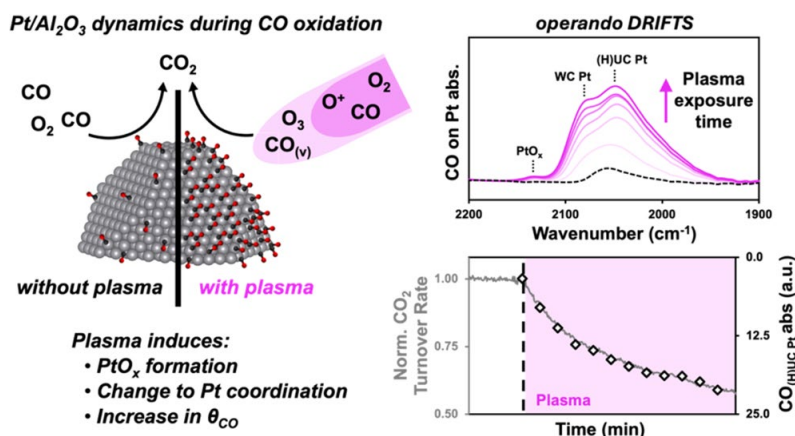 Pt/Al2O3 dynamics during CO oxidation
CO2
CO
O2 CO
O3
CO(v)
O+
O2
CO
without plasma
with plasma
Plasma induces:
• PtOx formation
• Change to Pt coordination
• Increase in θCO
operando DRIFTS
CO on Pt abs.
PtOx
WC Pt
(H)UC Pt
Plasma
exposure
time
2200 2100 2000 1900
Wavenumber (cm-1)
Norm. CO2
Turnover Rate
1.00
0.75
0.50
Plasma
Time (min)
0.0
12.5
25.0
CO(H)UC Pt abs (a.u.)